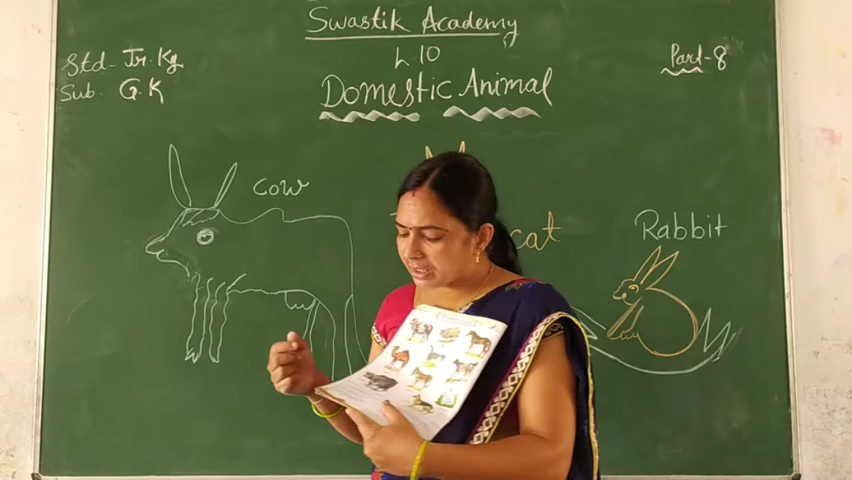 Swastik Academy
Std- Jr. Kg
L. 10
Part-8
Sub. G.K
Domestic Animal
cow
cat
Rabbit